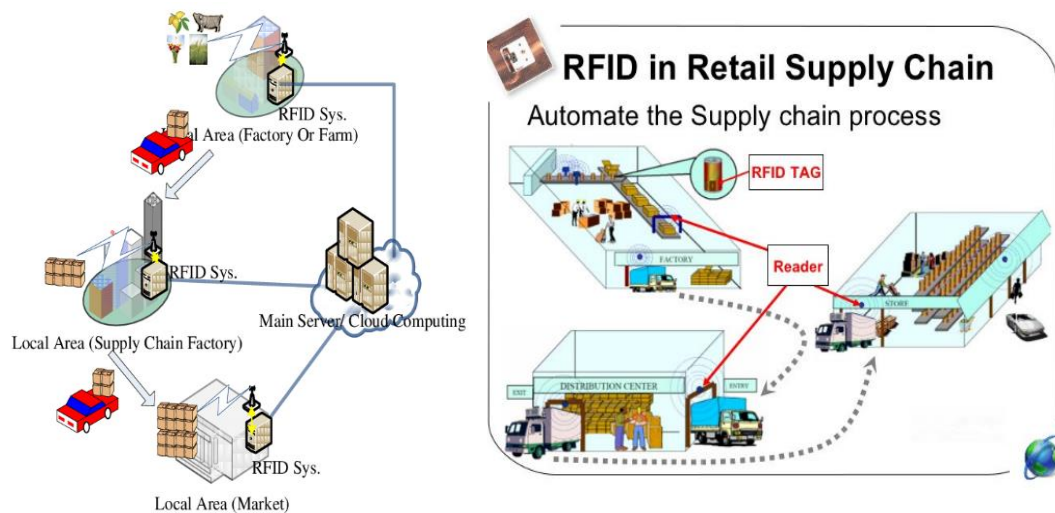 RFID Sys.
Local Area (Factory Or Farm)
RFID Sys.
Main Server/ Cloud Computing
Local Area (Supply Chain Factory)
RFID Sys.
Local Area (Market)
RFID in Retail Supply Chain
Automate the Supply chain process
RFID TAG
Reader
FACTORY
STORE
EXIT
DISTRIBUTION CENTER
ENTRY